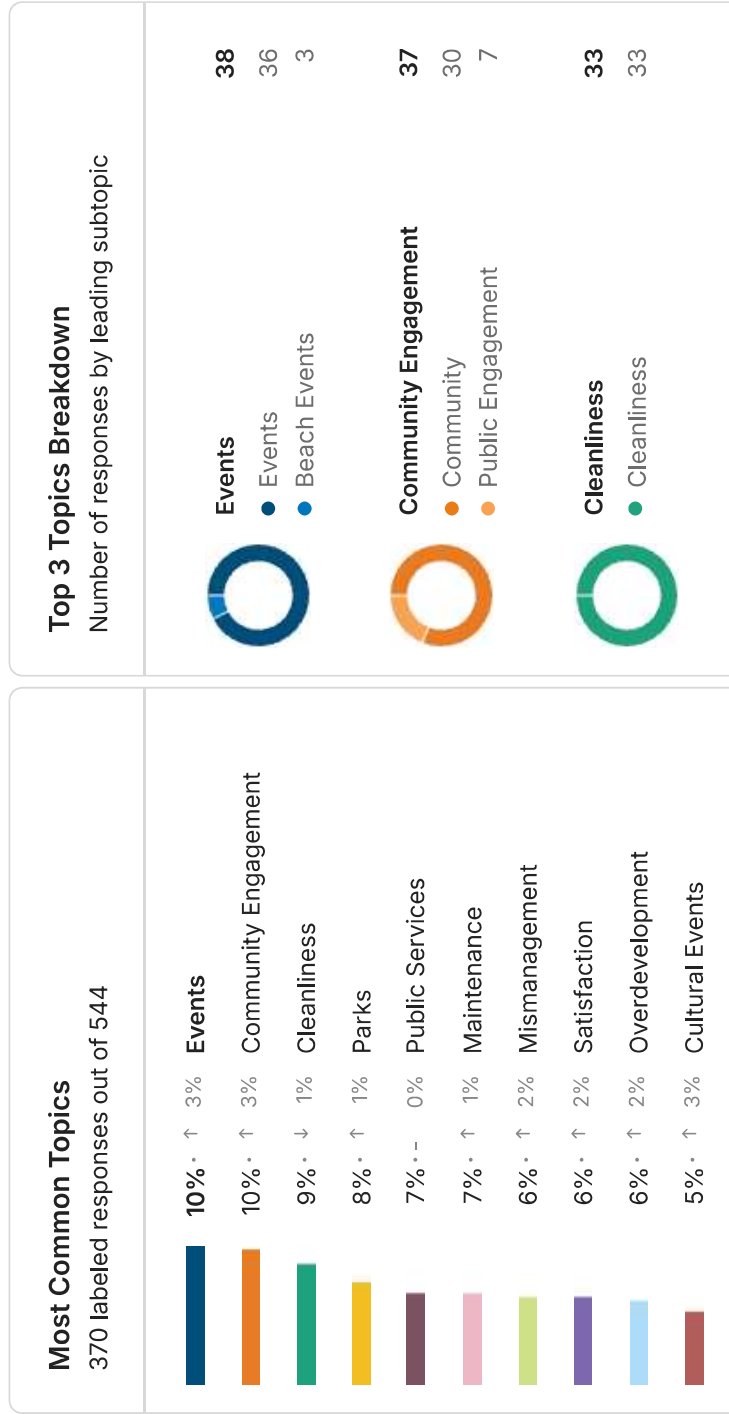 Most Common Topics
370 labeled responses out of 544
10% · ↑ 3% Events
10% · ↑ 3% Community Engagement
9% · ↓ 1% Cleanliness
8% · ↑ 1% Parks
7% · – 0% Public Services
7% · ↑ 1% Maintenance
6% · ↑ 2% Mismanagement
6% · ↑ 2% Satisfaction
6% · ↑ 2% Overdevelopment
5% · ↑ 3% Cultural Events
Top 3 Topics Breakdown
Number of responses by leading subtopic
Events 38
Events 36
Beach Events 3
Community Engagement 37
Community 30
Public Engagement 7
Cleanliness 33
Cleanliness 33